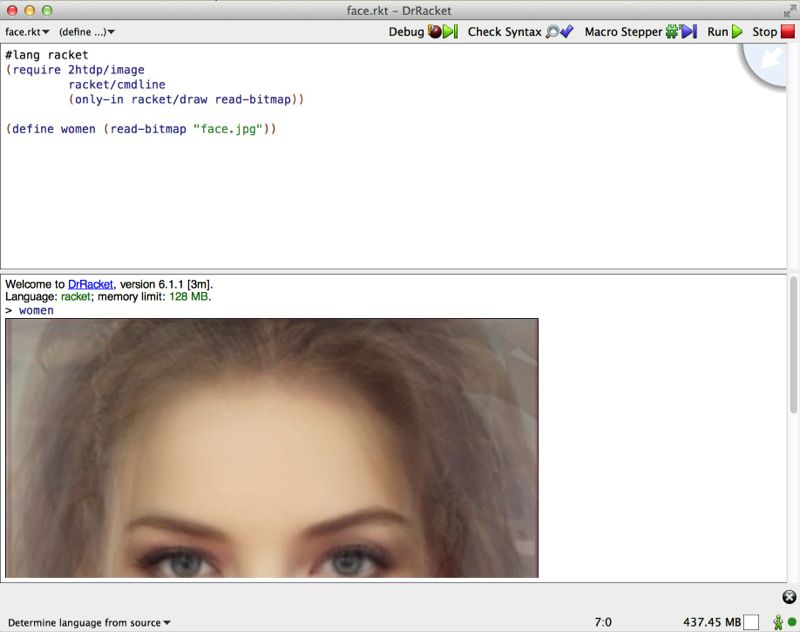 face.rkt - DrRacket
face.rkt (define ...) Debug Check Syntax Macro Stepper Run Stop
#lang racket
(require 2htdp/image
racket/cmdline
(only-in racket/draw read-bitmap))
(define women (read-bitmap "face.jpg"))
Welcome to DrRacket, version 6.1.1 [3m].
Language: racket; memory limit: 128 MB.
> women
Determine language from source 7:0 437.45 MB